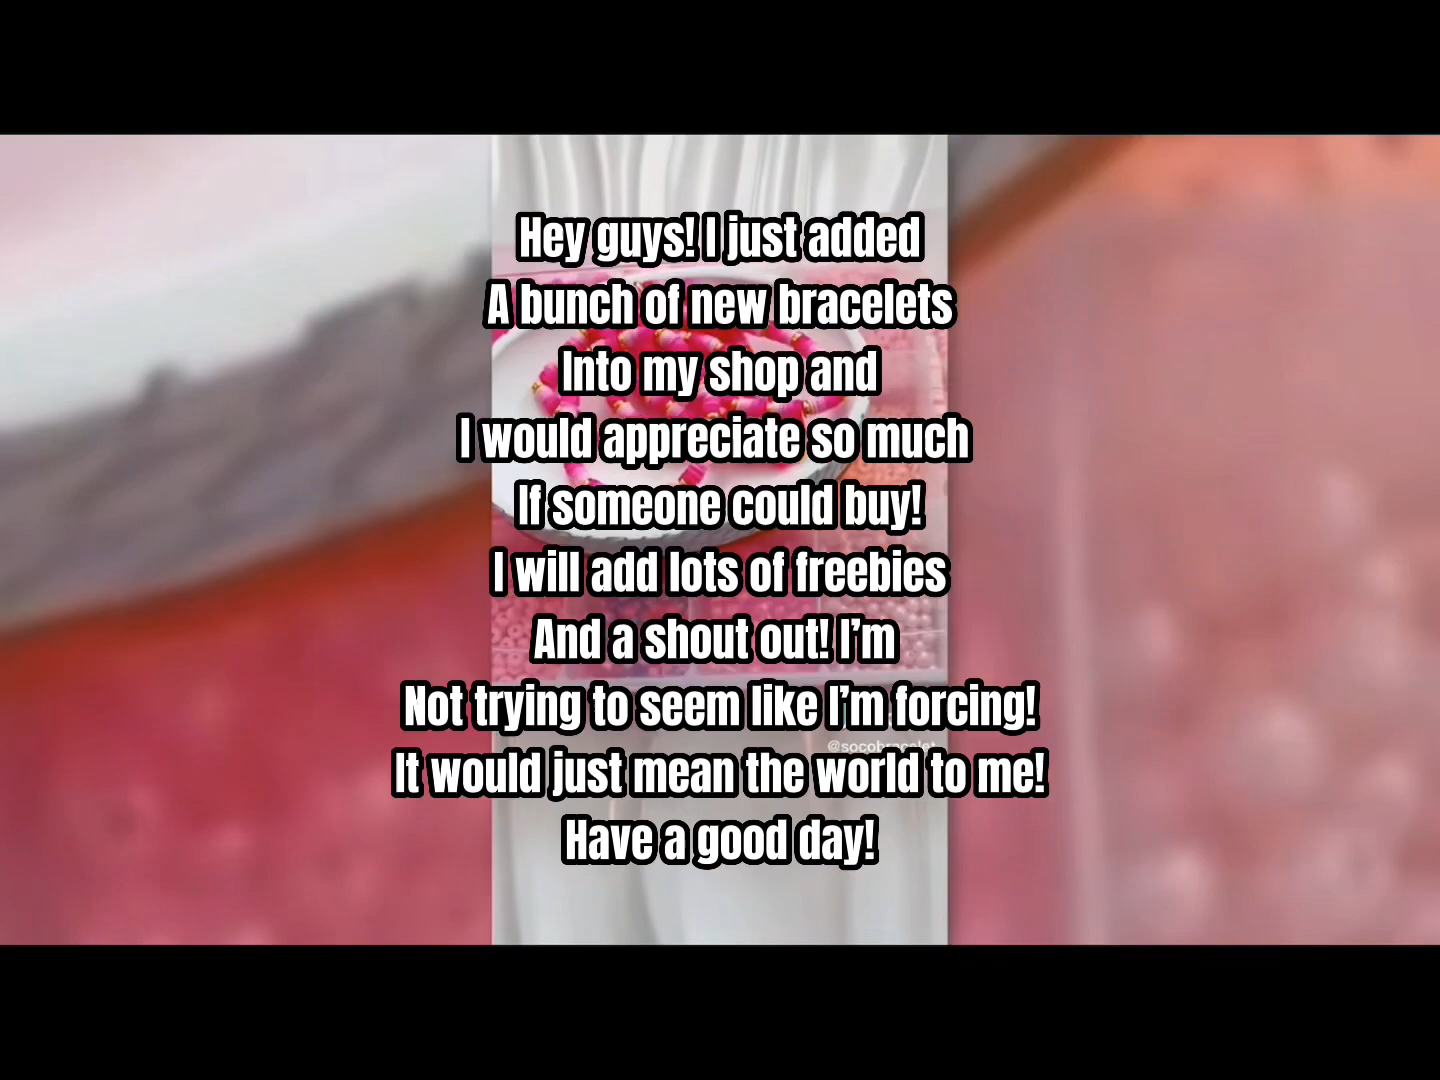 Hey guys! I just added
A bunch of new bracelets
Into my shop and
I would appreciate so much
If someone could buy!
I will add lots of freebies
And a shout out! I’m
Not trying to seem like I’m forcing!
@socobracelet
It would just mean the world to me!
Have a good day!